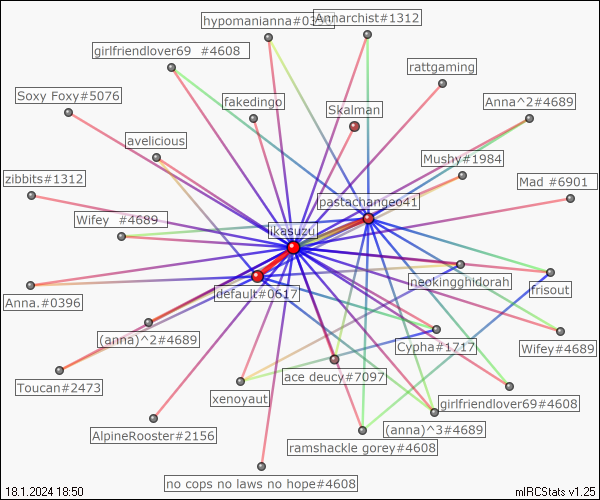 hypomanianna#0396
Annarchist#1312
girlfriendlover69 #4608
rattgaming
Soxy Foxy#5076
fakedingo
Skalman
Anna^2#4689
avelicious
Mushy#1984
zibbits#1312
Mad #6901
pastachangeo41
Wifey #4689
ikasuzu
default#0617
neokingghidorah
frisout
Anna.#0396
(anna)^2#4689
Cypha#1717
Wifey#4689
Toucan#2473
ace deucy#7097
xenoyaut
girlfriendlover69#4608
AlpineRooster#2156
(anna)^3#4689
ramshackle gorey#4608
no cops no laws no hope#4608
18.1.2024 18:50
mIRCStats v1.25